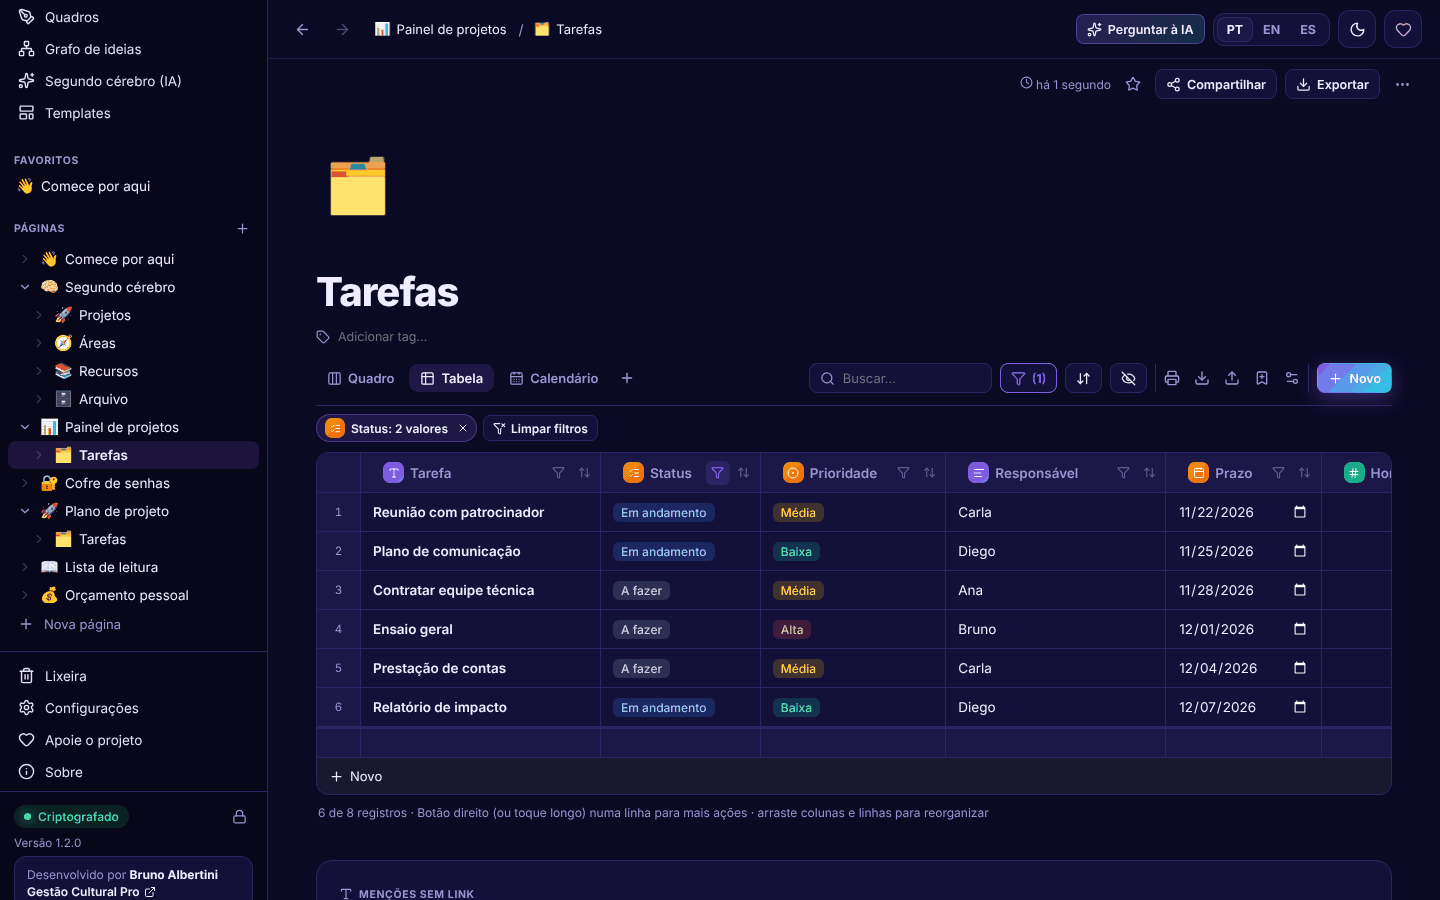 Quadros
Grafo de ideias
Segundo cérebro (IA)
Templates
FAVORITOS
Comece por aqui
PÁGINAS
Comece por aqui
Segundo cérebro
Projetos
Áreas
Recursos
Arquivo
Painel de projetos
Tarefas
Cofre de senhas
Plano de projeto
Tarefas
Lista de leitura
Orçamento pessoal
Nova página
Lixeira
Configurações
Apoie o projeto
Sobre
Criptografado
Versão 1.2.0
Desenvolvido por Bruno Albertini
Gestão Cultural Pro
Painel de projetos / Tarefas
Perguntar à IA PT EN ES
há 1 segundo Compartilhar Exportar
Tarefas
Adicionar tag...
Quadro Tabela Calendário Buscar... (1) Novo
Status: 2 valores Limpar filtros
Tarefa Status Prioridade Responsável Prazo
1 Reunião com patrocinador Em andamento Média Carla 11/22/2026
2 Plano de comunicação Em andamento Baixa Diego 11/25/2026
3 Contratar equipe técnica A fazer Média Ana 11/28/2026
4 Ensaio geral A fazer Alta Bruno 12/01/2026
5 Prestação de contas A fazer Média Carla 12/04/2026
6 Relatório de impacto Em andamento Baixa Diego 12/07/2026
Novo
6 de 8 registros · Botão direito (ou toque longo) numa linha para mais ações · arraste colunas e linhas para reorganizar
MENÇÕES SEM LINK